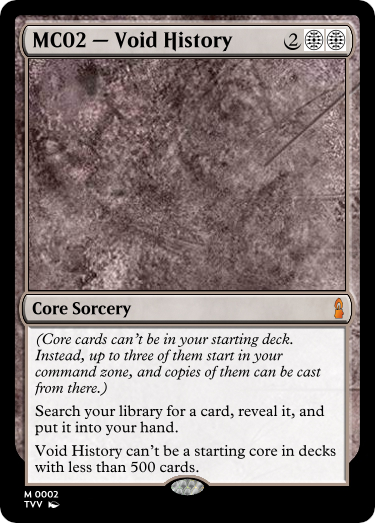 MC02 — Void History 2
Core Sorcery
(Core cards can't be in your starting deck.
Instead, up to three of them start in your
command zone, and copies of them can be cast
from there.)
Search your library for a card, reveal it, and
put it into your hand.
Void History can't be a starting core in decks
with less than 500 cards.
M 0002
TVV